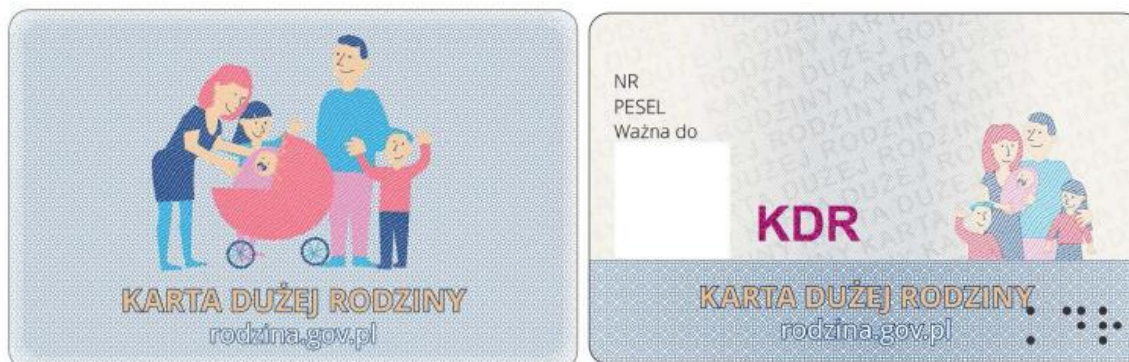 KARTA DUŻEJ RODZINY
rodzina.gov.pl
NR
PESEL
Ważna do
KDR
KARTA DUŻEJ RODZINY
rodzina.gov.pl